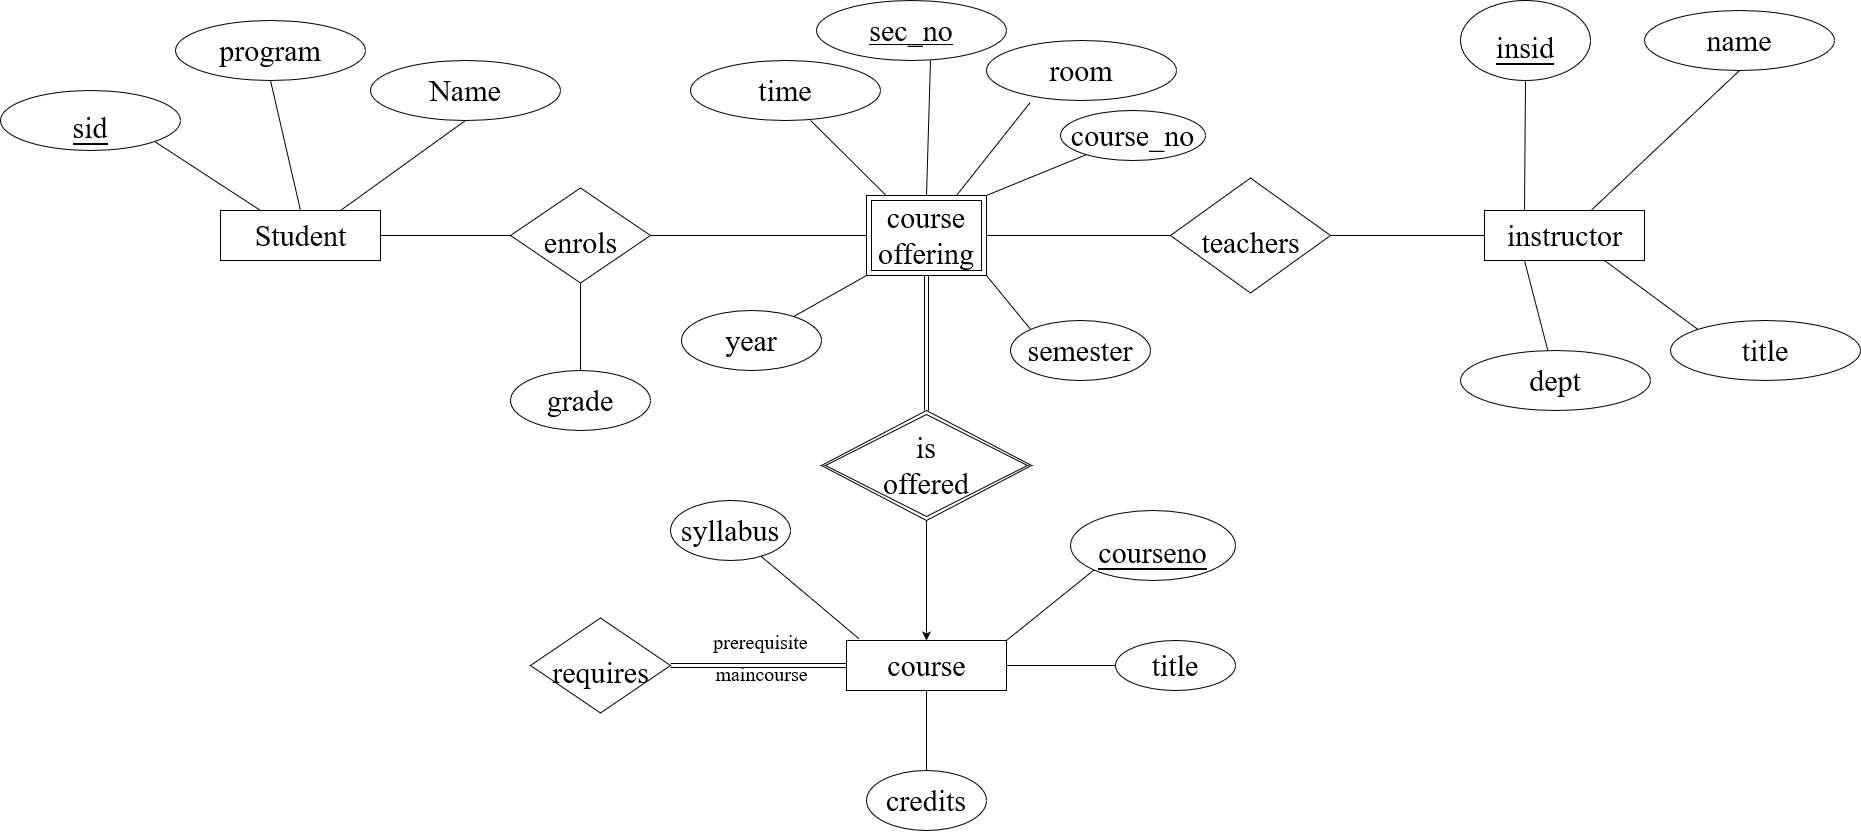 sec_no
insid
name
program
room
time
Name
sid
course_no
course
offering
Student
enrols
teachers
instructor
year
semester
title
dept
grade
is
offered
syllabus
courseno
prerequisite
requires
maincourse
course
title
credits